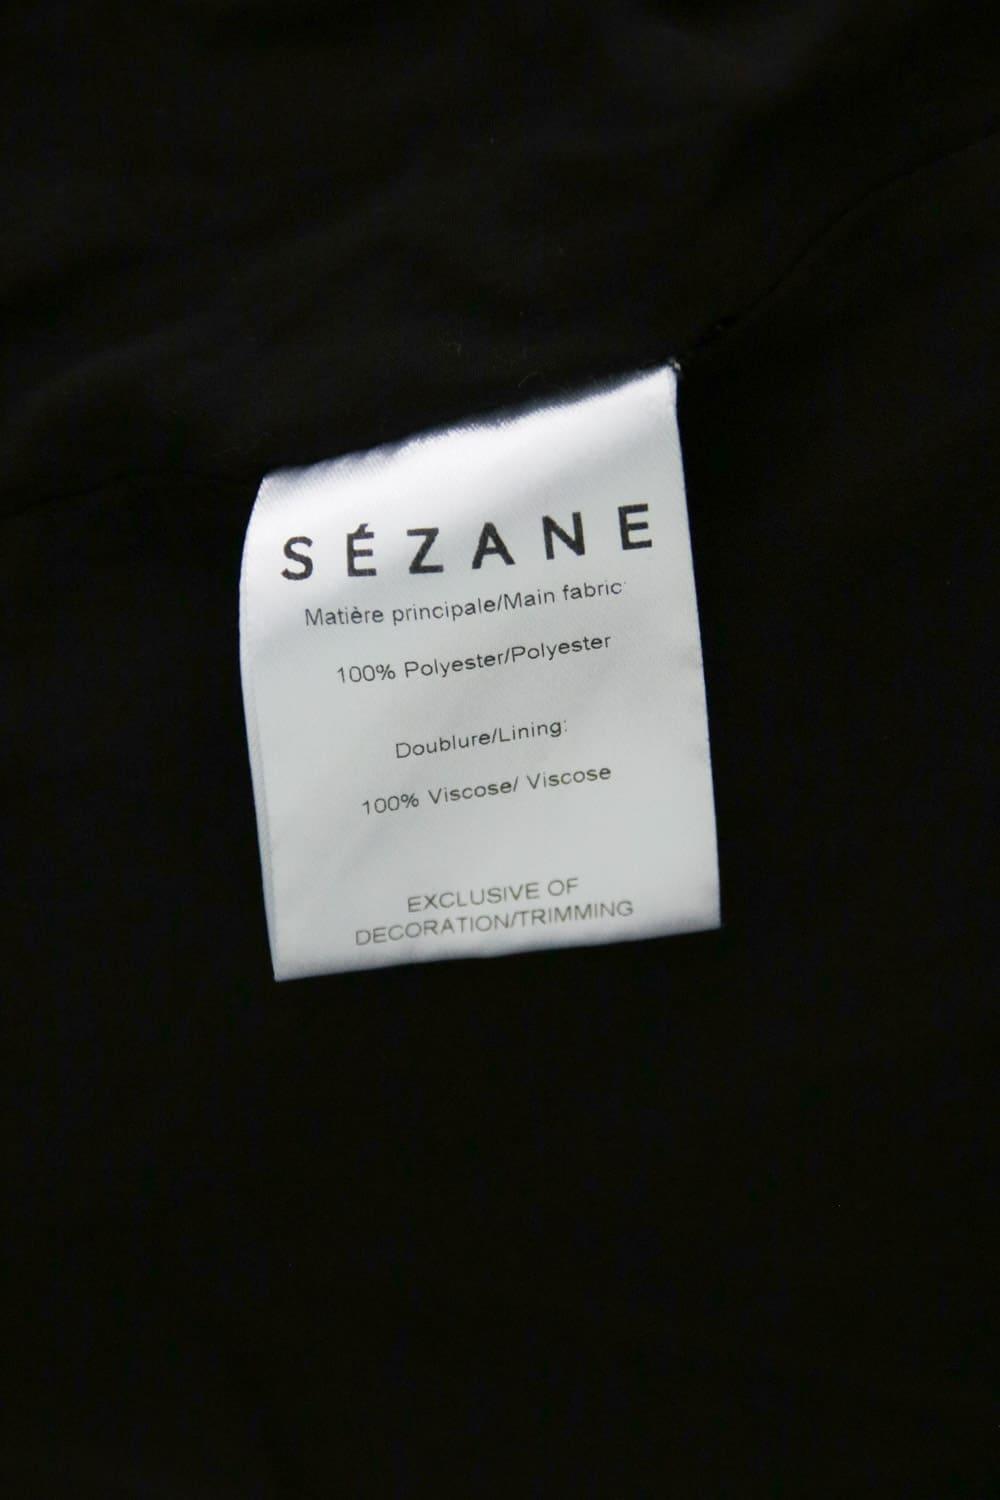 SÉZANE
Matière principale/Main fabric:
100% Polyester/Polyester
Doublure/Lining:
100% Viscose/ Viscose
EXCLUSIVE OF
DECORATION/TRIMMING